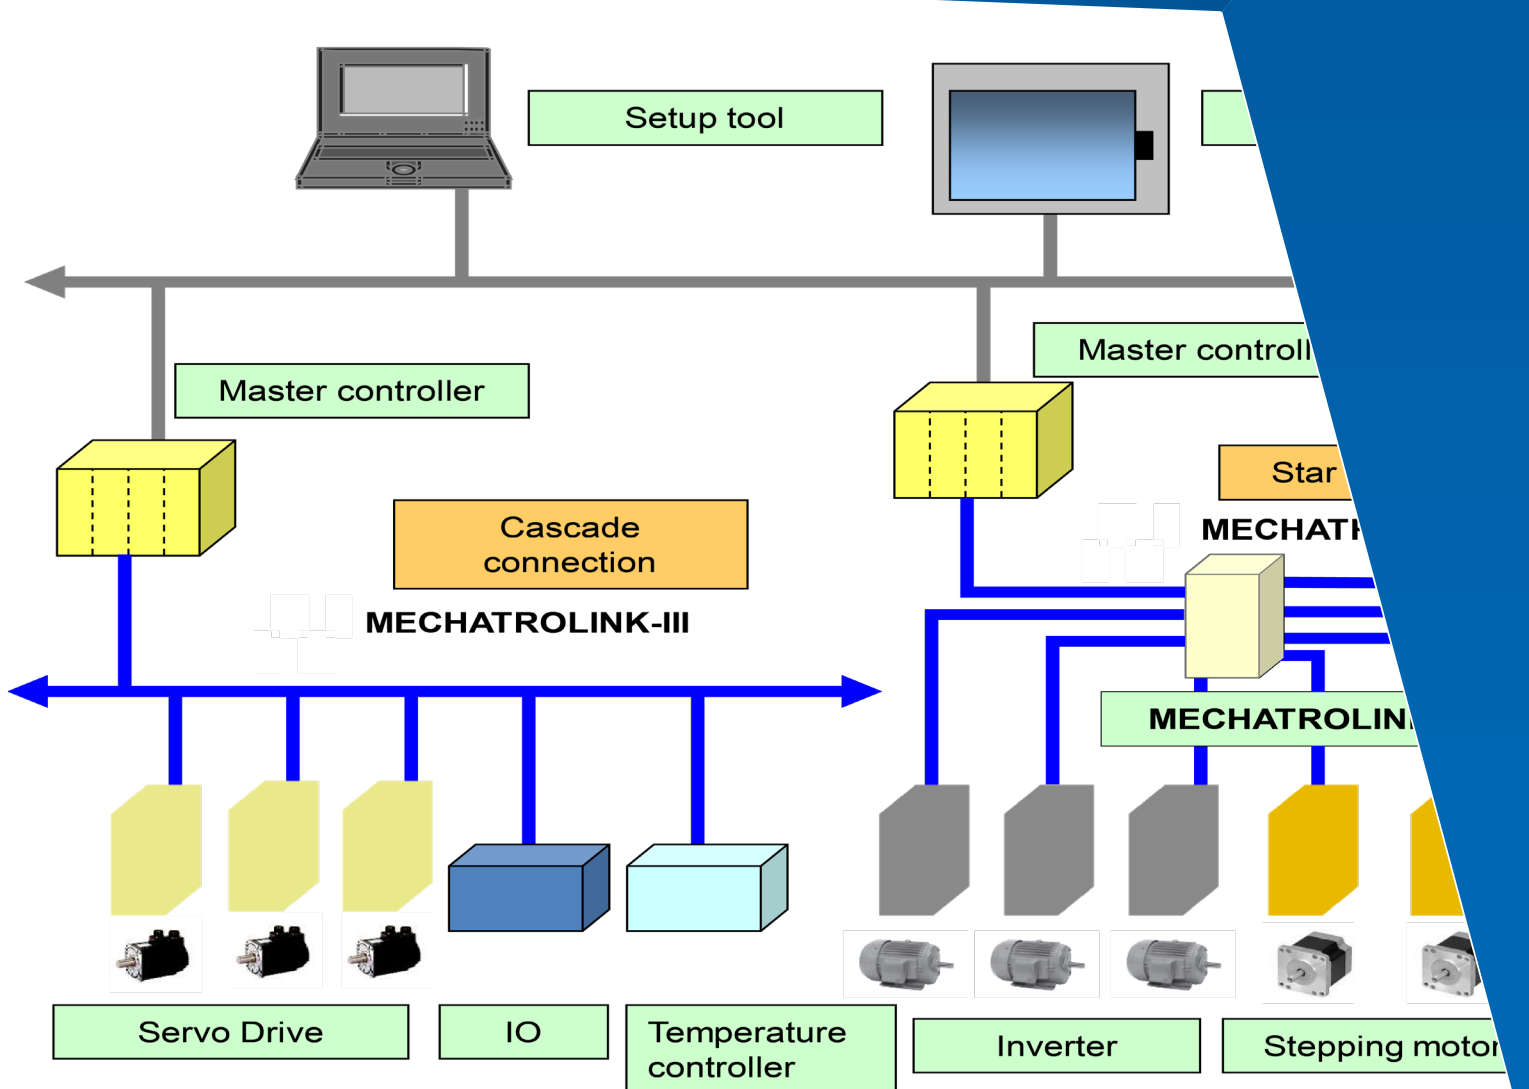 Setup tool
Master controll
Master controller
Star
Cascade
connection
MECHATROLINK-III
MECHAT
MECHATROLIN
Servo Drive
IO
Temperature
controller
Inverter
Stepping motor